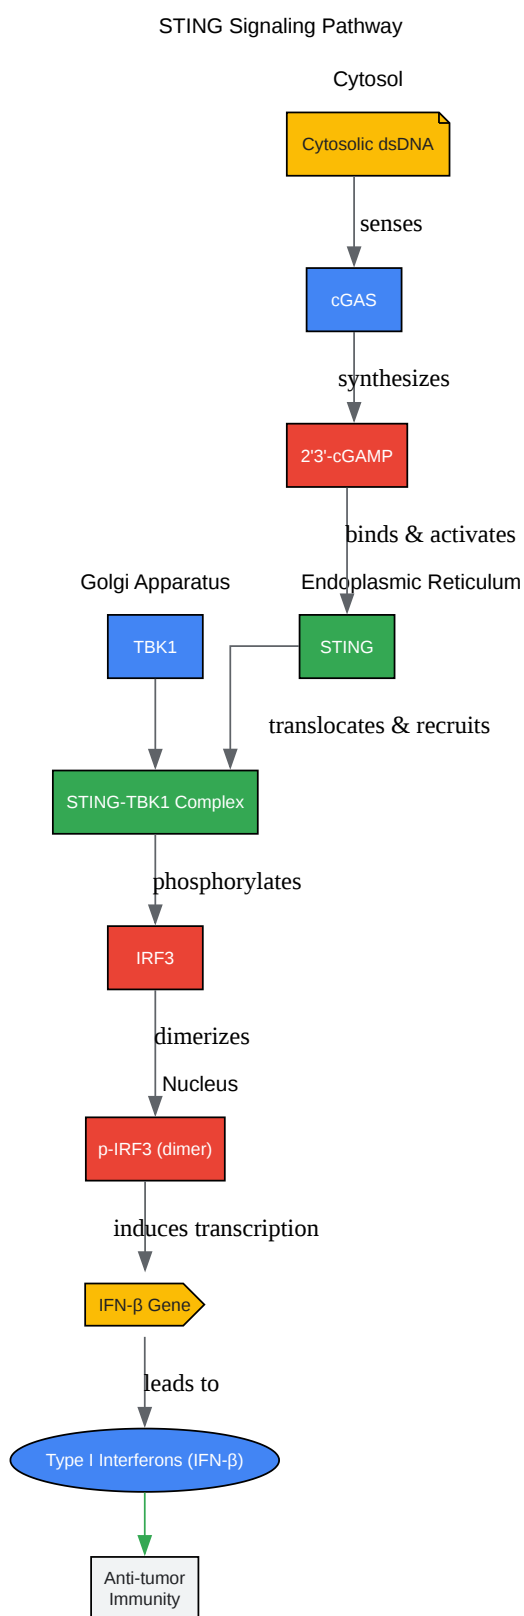 STING Signaling Pathway
Cytosol
Cytosolic dsDNA
senses
cGAS
synthesizes
2'3'-cGAMP
binds & activates
Golgi Apparatus
Endoplasmic Reticulum
TBK1
STING
translocates & recruits
STING-TBK1 Complex
phosphorylates
IRF3
dimerizes
Nucleus
p-IRF3 (dimer)
induces transcription
IFN-β Gene
leads to
Type I Interferons (IFN-β)
Anti-tumor
Immunity